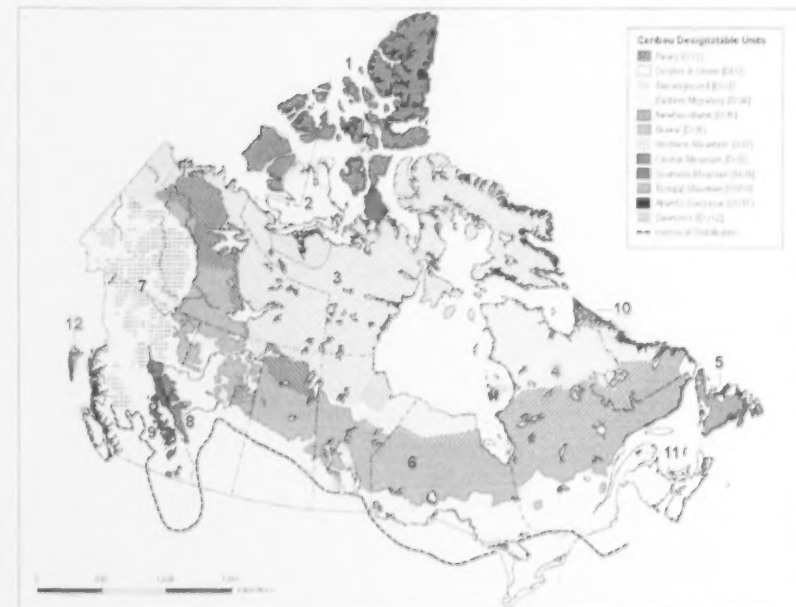 Caribou Designatable Units
Peary [DU1]
Dolphin & Union [DU2]
Barren-ground [DU3]
Eastern Migratory [DU4]
Newfoundland [DU5]
Boreal [DU6]
Northern Mountain [DU7]
Central Mountain [DU8]
Southern Mountain [DU9]
Torngat Mountain [DU10]
Atlantic-Gaspésie [DU11]
Dawson's [DU12]
Historical Distribution
1
2
3
7
10
12
4
5
8
9
6
11
0